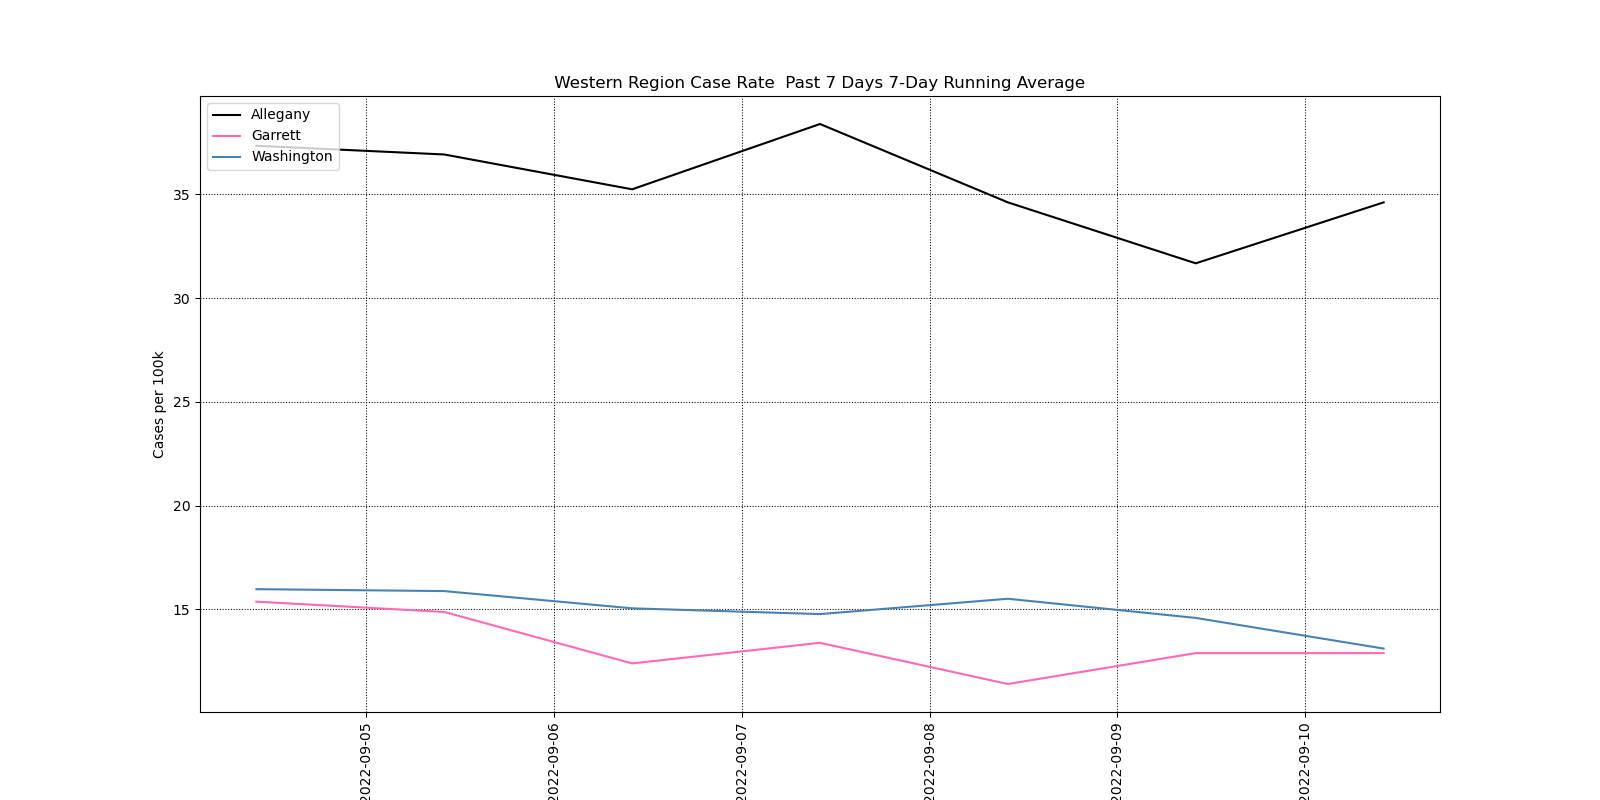 Western Region Case Rate  Past 7 Days 7-Day Running Average
Allegany
Garrett
Washington
35
30
25
20
15
Cases per 100k
2022-09-05
2022-09-06
2022-09-07
2022-09-08
2022-09-09
2022-09-10